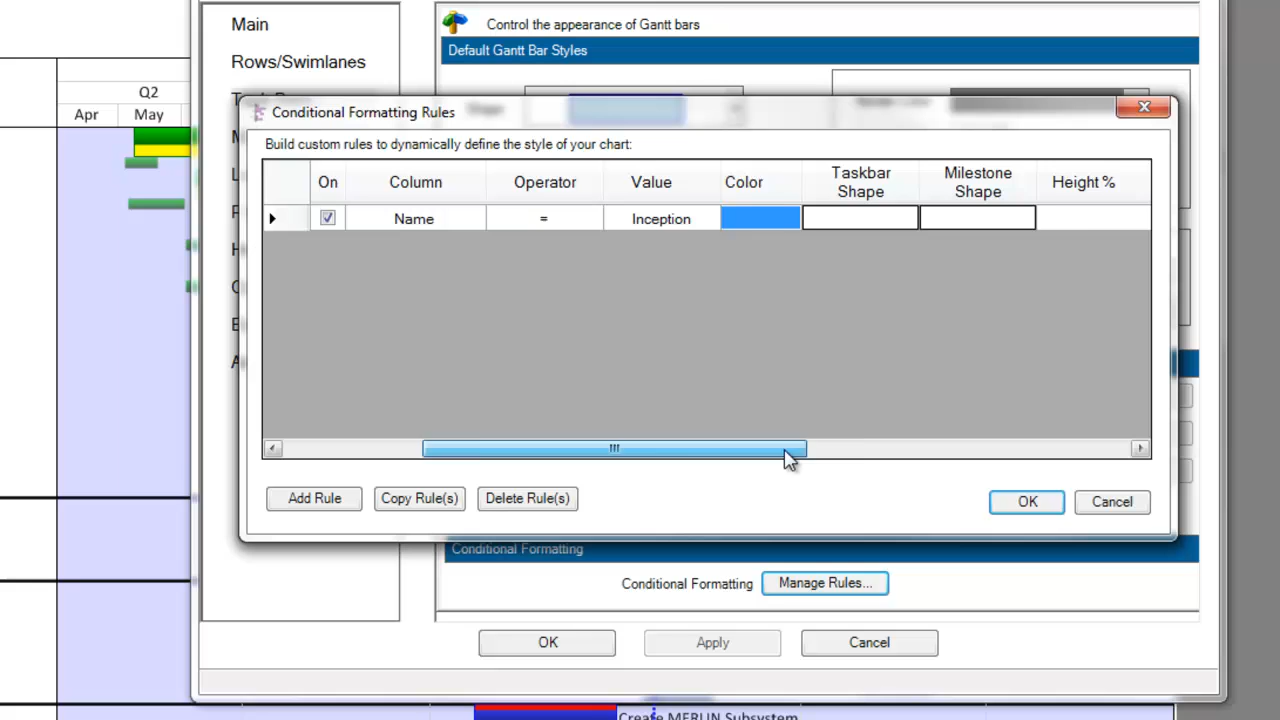 Main
Control the appearance of Gantt bars
Default Gantt Bar Styles
Rows/Swimlanes
Q2
Apr May
Conditional Formatting Rules
Build custom rules to dynamically define the style of your chart:
On Column Operator Value Color Taskbar Shape Milestone Shape Height %
Name = Inception
Add Rule Copy Rule(s) Delete Rule(s) OK Cancel
Conditional Formatting
Conditional Formatting Manage Rules...
OK Apply Cancel
Create MERLIN Subsystem